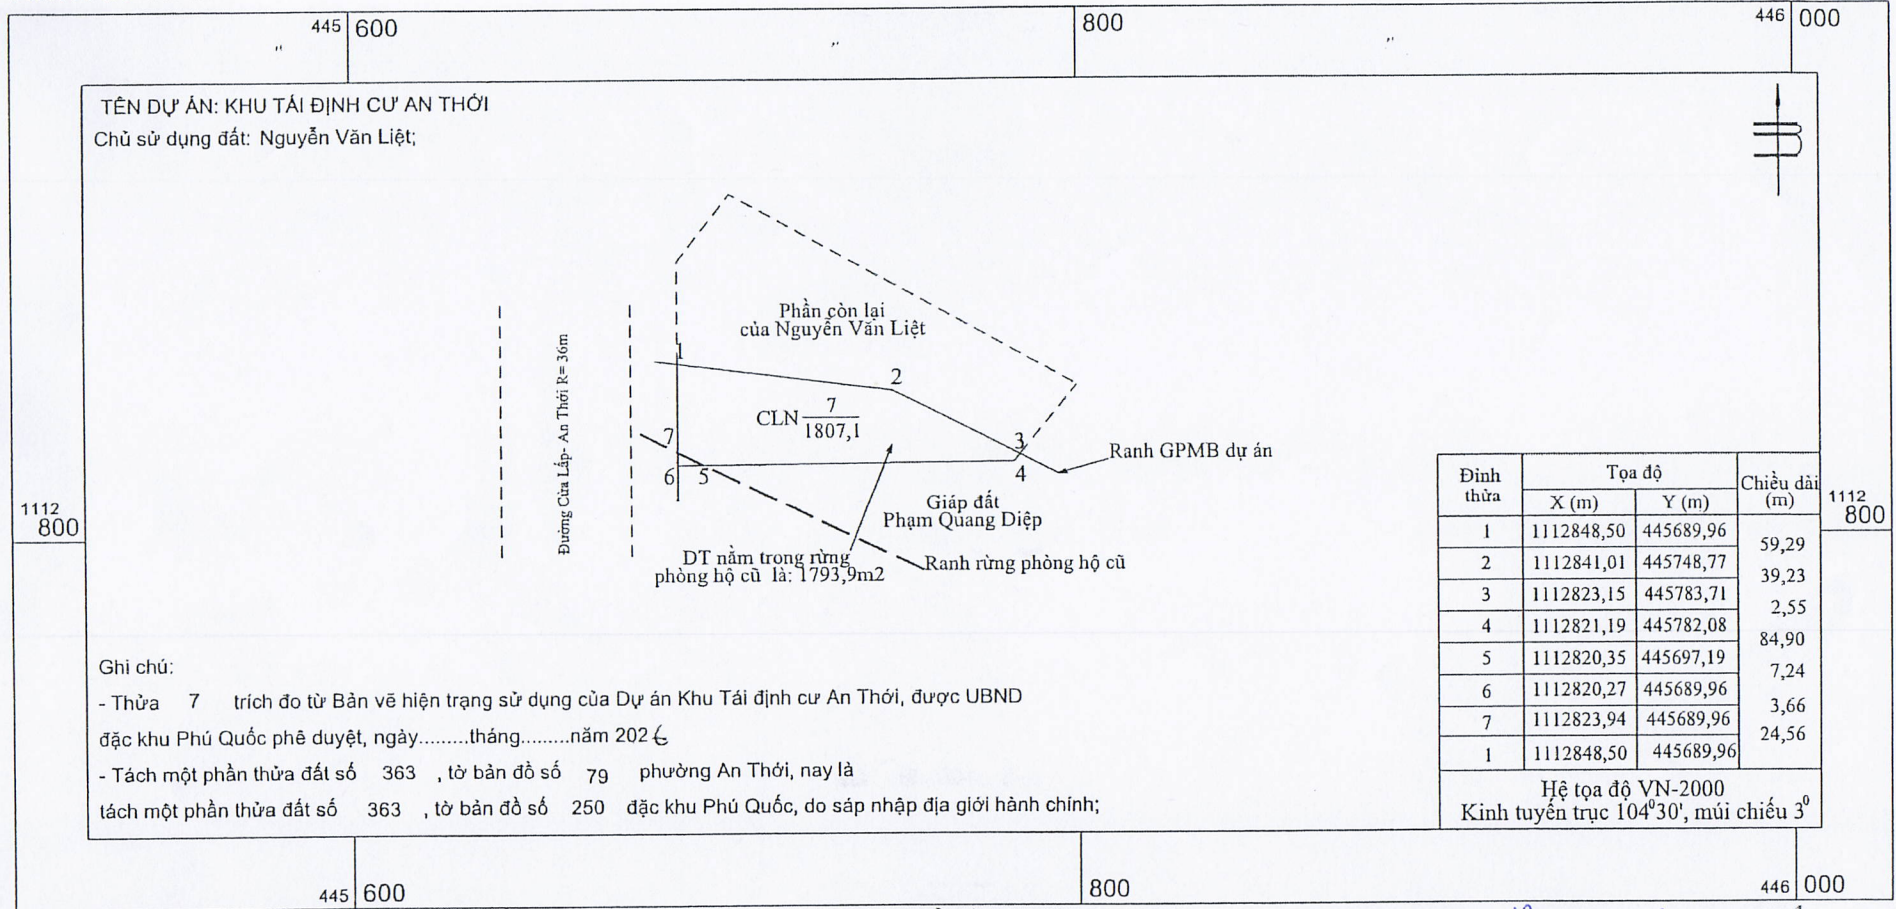 445 600
800
446 000
TÊN DỰ ÁN: KHU TÁI ĐỊNH CƯ AN THỚI
Chủ sử dụng đất: Nguyễn Văn Liệt;
Phần còn lại
của Nguyễn Văn Liệt
Đường Cửa Lấp- An Thới R=36m
1
2
CLN 7
1807,1
7
3
Ranh GPMB dự án
6
5
4
Giáp đất
Phạm Quang Diệp
DT nằm trong rừng
phòng hộ cũ là: 1793,9m2
Ranh rừng phòng hộ cũ
1112
800
1112
800
Đỉnh thửa Tọa độ Chiều dài (m)
X (m) Y (m)
1 1112848,50 445689,96
59,29
2 1112841,01 445748,77
39,23
3 1112823,15 445783,71
2,55
4 1112821,19 445782,08
84,90
5 1112820,35 445697,19
7,24
6 1112820,27 445689,96
3,66
7 1112823,94 445689,96
24,56
1 1112848,50 445689,96
Hệ tọa độ VN-2000
Kinh tuyến trục 104⁰30', múi chiếu 3⁰
Ghi chú:
- Thửa 7 trích đo từ Bản vẽ hiện trạng sử dụng của Dự án Khu Tái định cư An Thới, được UBND
đặc khu Phú Quốc phê duyệt, ngày.........tháng.........năm 2026
- Tách một phần thửa đất số 363 , tờ bản đồ số 79 phường An Thới, nay là
tách một phần thửa đất số 363 , tờ bản đồ số 250 đặc khu Phú Quốc, do sáp nhập địa giới hành chính;
445 600
800
446 000